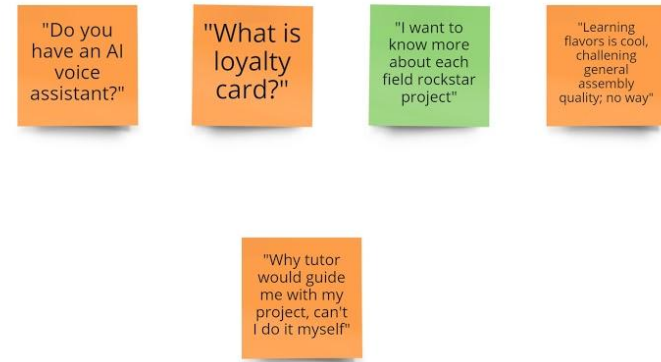 "Do you
have an AI
voice
assistant?"
"What is
loyalty
card?"
"I want to
know more
about each
field rockstar
project"
"Learning
flavors is cool,
challening
general
assembly
quality; no way"
"Why tutor
would guide
me with my
project, can't
I do it myself"